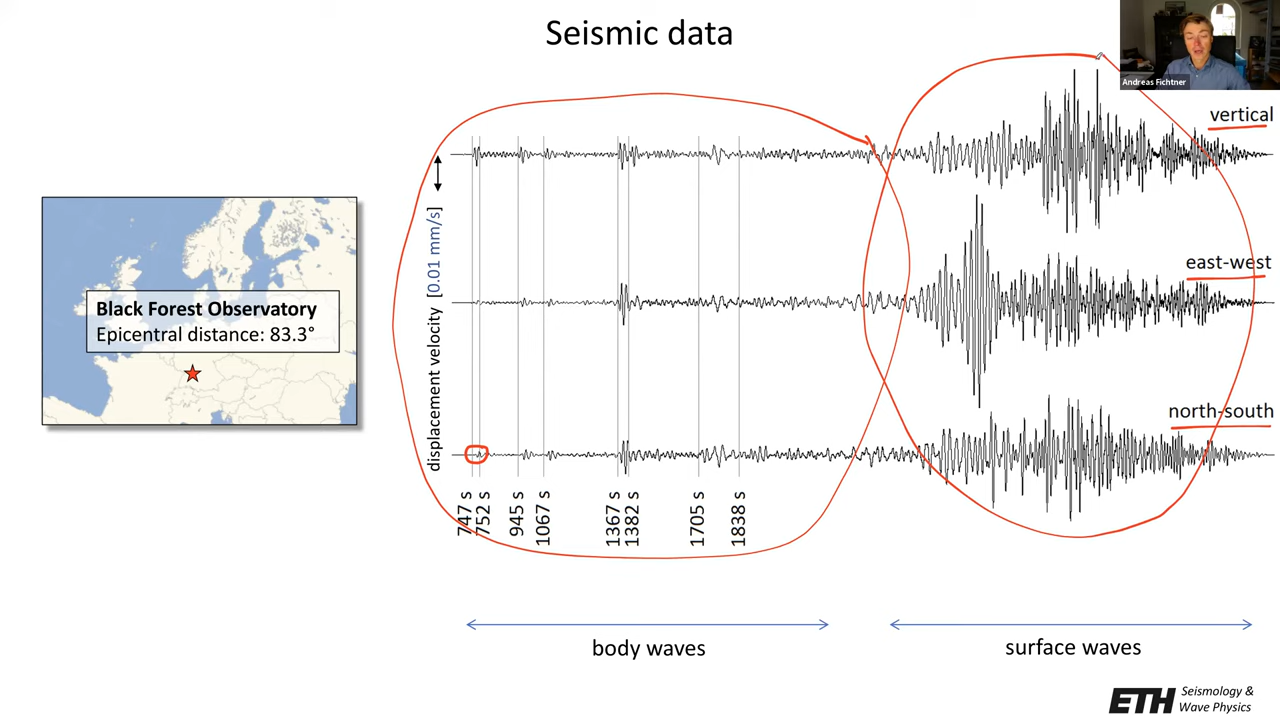 Seismic data
Andreas Fichtner
vertical
east-west
north-south
Black Forest Observatory
Epicentral distance: 83.3°
displacement velocity [0.01 mm/s]
747 s
752 s
945 s
1067 s
1367 s
1382 s
1705 s
1838 s
body waves
surface waves
ETH
Seismology &
Wave Physics